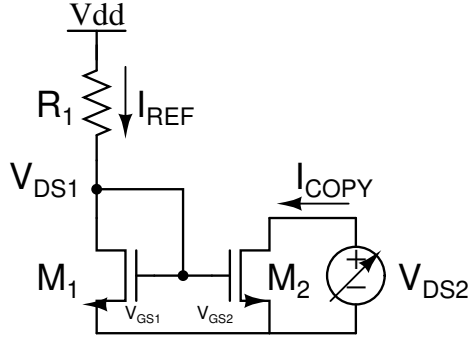 Vdd
R1 IREF
VDS1
ICOPY
M1 VGS1 VGS2 M2 + − VDS2